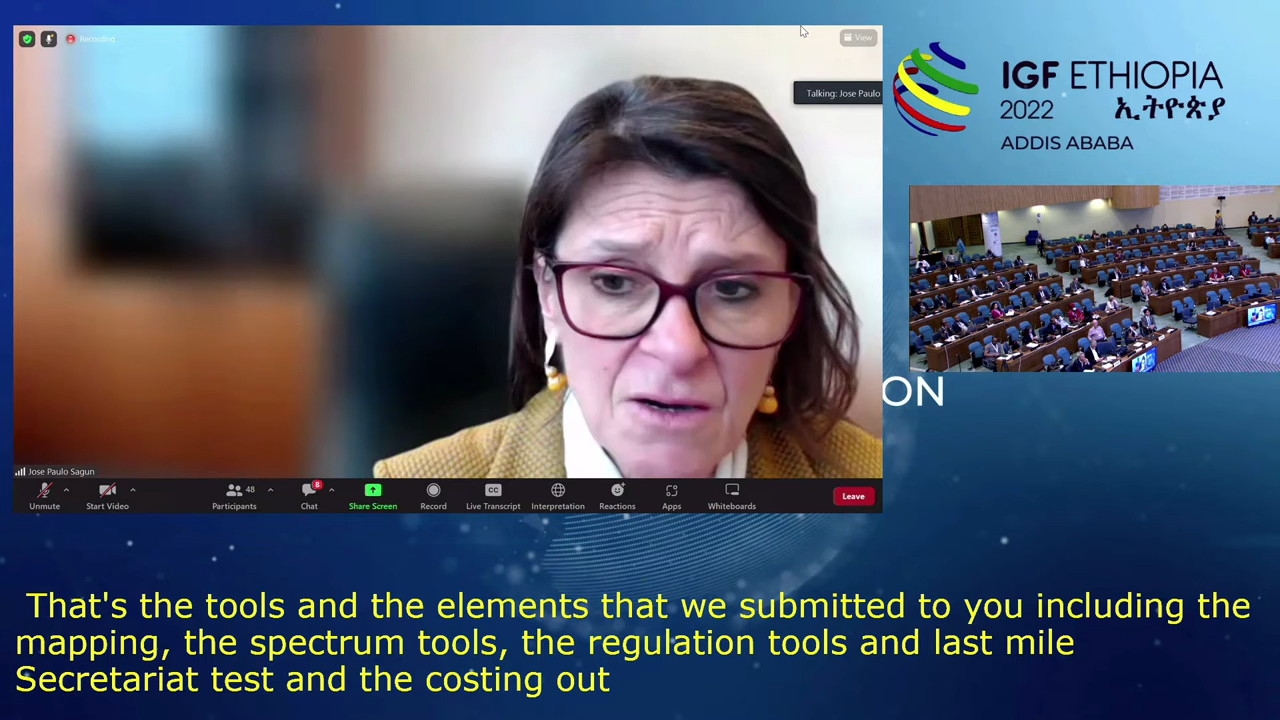 Recording
View
Talking: Jose Paulo
IGF ETHIOPIA
2022 ኢትዮጵያ
ADDIS ABABA
ON
Jose Paulo Sagun
48
8
CC
Unmute
Start Video
Participants
Chat
Share Screen
Record
Live Transcript
Interpretation
Reactions
Apps
Whiteboards
Leave
That's the tools and the elements that we submitted to you including the
mapping, the spectrum tools, the regulation tools and last mile
Secretariat test and the costing out